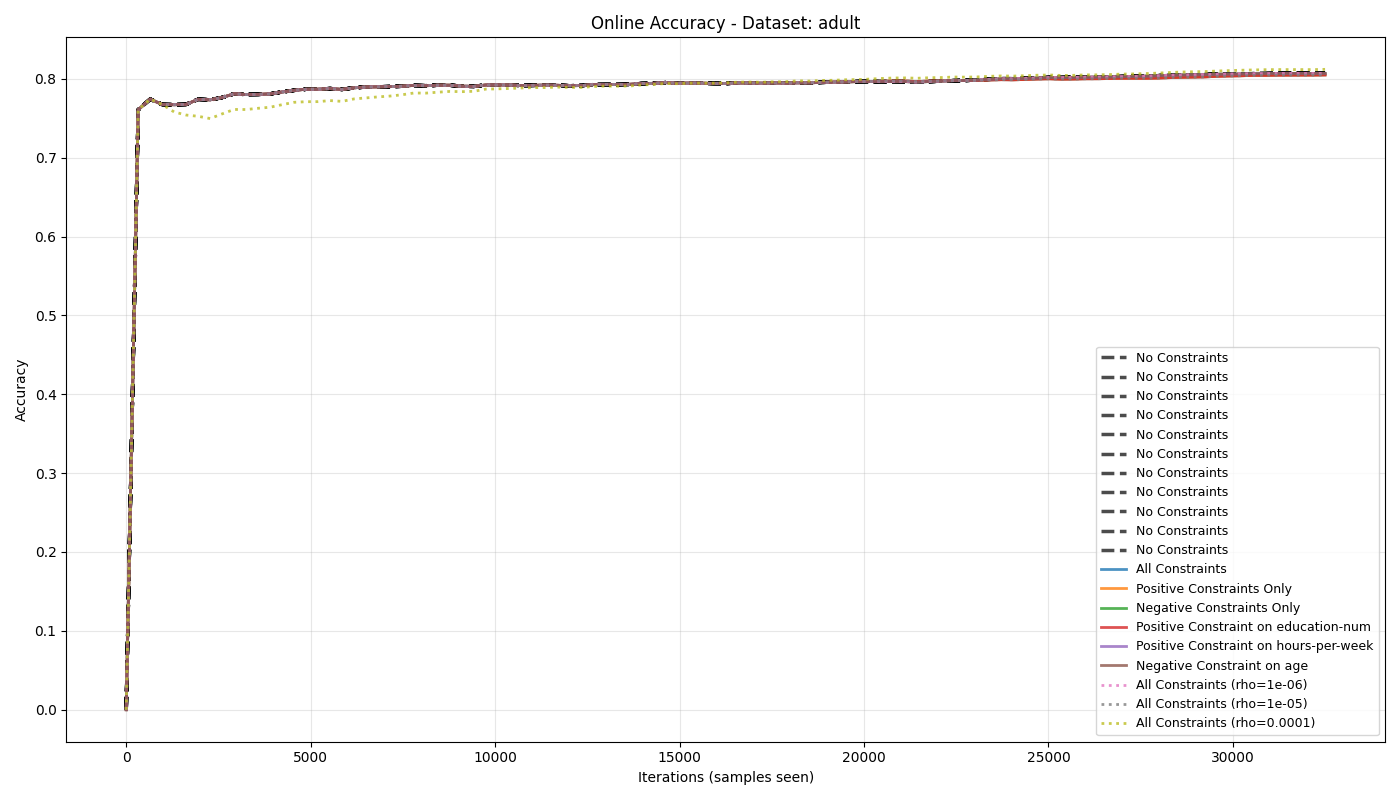 Online Accuracy - Dataset: adult
Accuracy
0.8
0.7
0.6
0.5
0.4
0.3
0.2
0.1
0.0
No Constraints
No Constraints
No Constraints
No Constraints
No Constraints
No Constraints
No Constraints
No Constraints
No Constraints
No Constraints
No Constraints
All Constraints
Positive Constraints Only
Negative Constraints Only
Positive Constraint on education-num
Positive Constraint on hours-per-week
Negative Constraint on age
All Constraints (rho=1e-06)
All Constraints (rho=1e-05)
All Constraints (rho=0.0001)
0 5000 10000 15000 20000 25000 30000
Iterations (samples seen)